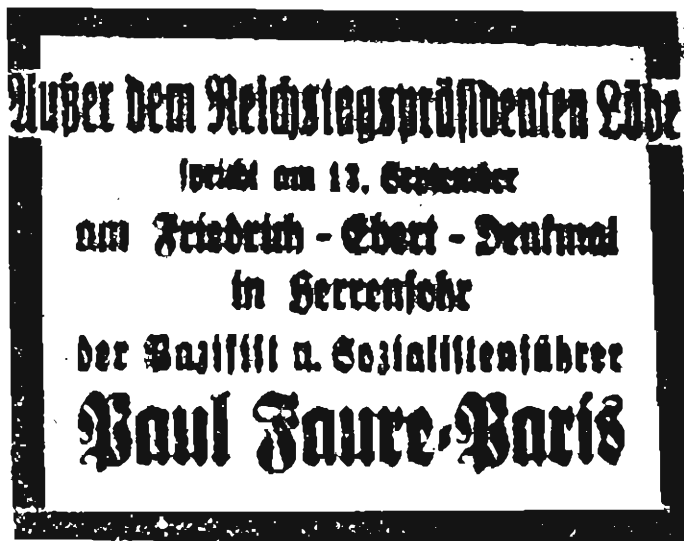 Außer dem Reichstagspräsidenten Löbe
spricht am 13. September
am Friedrich - Ebert - Denkmal
in Herrensohr
der Pazifist u. Sozialistenführer
Paul Faure-Paris